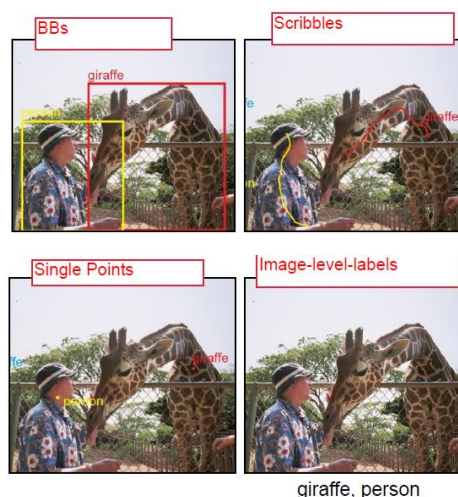 BBs
Scribbles
giraffe
person
giraffe
Single Points
Image-level-labels
giraffe
person
giraffe, person